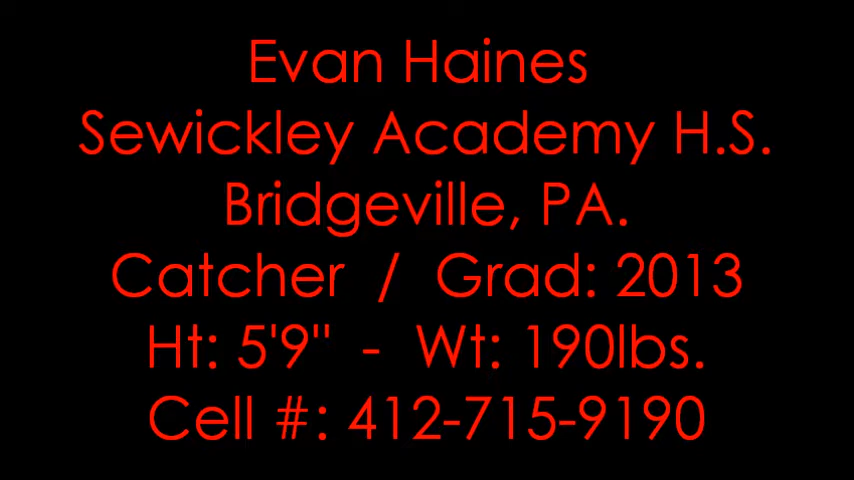 Evan Haines
Sewickley Academy H.S.
Bridgeville, PA.
Catcher / Grad: 2013
Ht: 5'9" - Wt: 190lbs.
Cell #: 412-715-9190